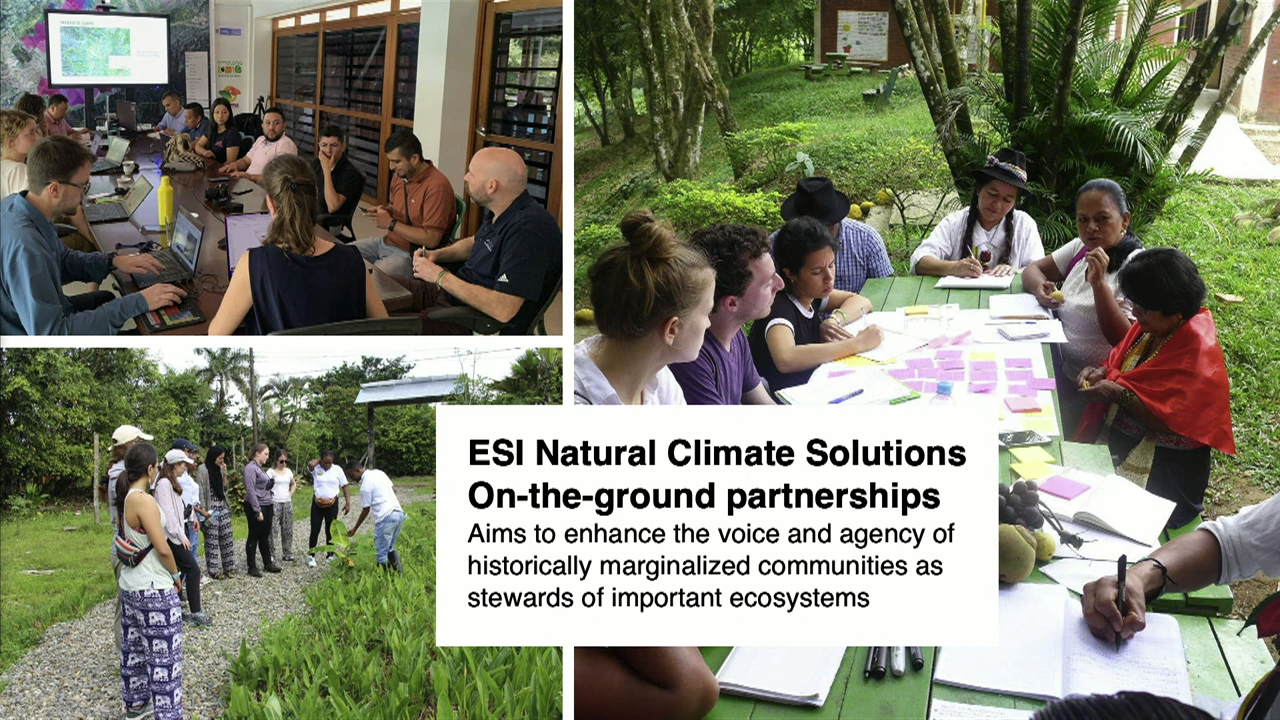 ESI Natural Climate Solutions
On-the-ground partnerships
Aims to enhance the voice and agency of
historically marginalized communities as
stewards of important ecosystems